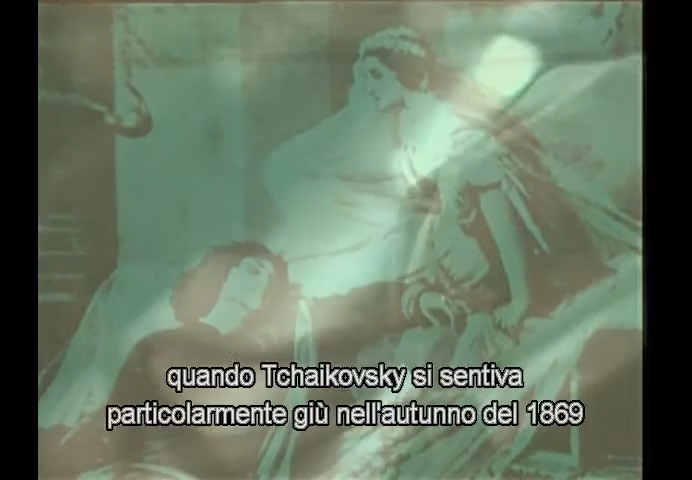 quando Tchaikovsky si sentiva
particolarmente giù nell'autunno del 1869